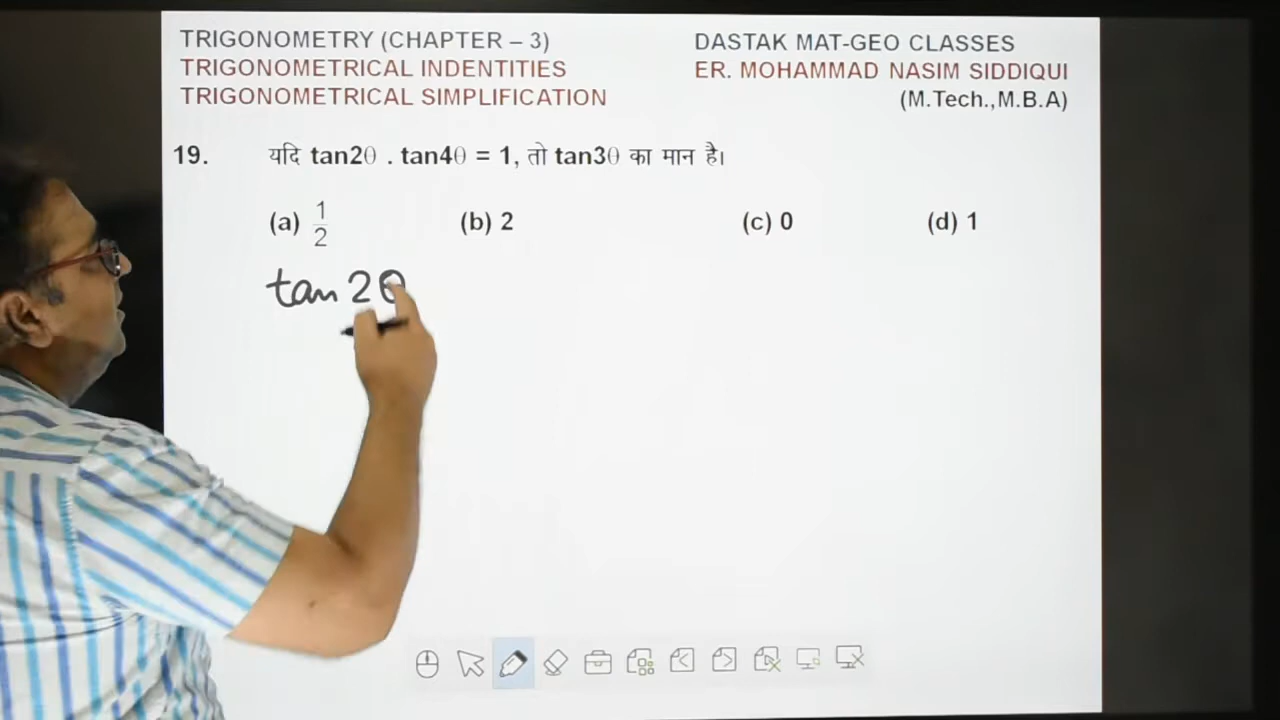 TRIGONOMETRY (CHAPTER – 3)
TRIGONOMETRICAL INDENTITIES
TRIGONOMETRICAL SIMPLIFICATION
DASTAK MAT-GEO CLASSES
ER. MOHAMMAD NASIM SIDDIQUI
(M.Tech.,M.B.A)
19. यदि tan2θ . tan4θ = 1, तो tan3θ का मान है।
(a) 1/2 (b) 2 (c) 0 (d) 1
tan 2θ